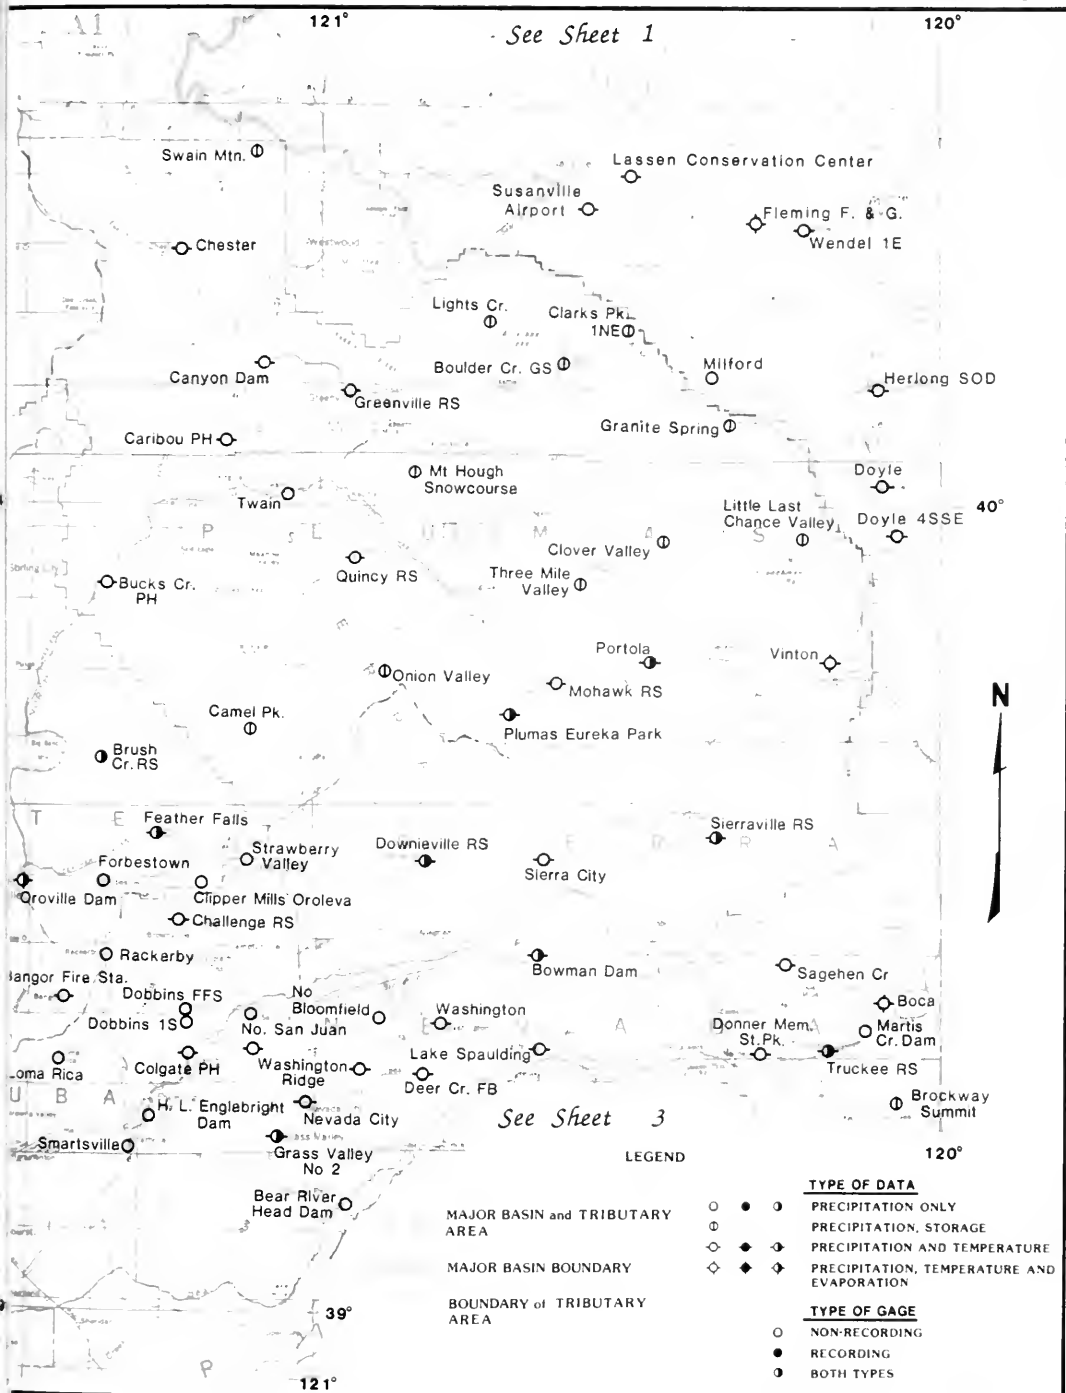 A1
121°
See Sheet 1
120°
Swain Mtn.
Lassen Conservation Center
Susanville
Airport
Fleming F. & G.
Wendel 1E
Chester
Westwood
Lights Cr.
Clarks Pk.
1NE
Boulder Cr. GS
Milford
Canyon Dam
Greenville RS
Herlong SOD
Granite Spring
Caribou PH
Mt Hough
Snowcourse
Doyle
Twain
Little Last
Chance Valley
40°
Doyle 4SSE
P L U M A S
Clover Valley
Quincy RS
Three Mile
Valley
Bucks Cr.
PH
Portola
Vinton
Onion Valley
Mohawk RS
N
Camel Pk.
Plumas Eureka Park
Brush
Cr. RS
T E
Feather Falls
Sierraville RS
Downieville RS
E R R A
Strawberry
Valley
Sierra City
Forbestown
Oroville Dam
Clipper Mills Oroleva
Challenge RS
Rackerby
Bowman Dam
Sagehen Cr
Bangor Fire Sta.
Dobbins FFS
No
Bloomfield
Washington
Boca
Dobbins 1S
No. San Juan
N E V A D A
Donner Mem.
St. Pk.
Martis
Cr. Dam
Loma Rica
Colgate PH
Washington
Ridge
Lake Spaulding
Truckee RS
Deer Cr. FB
U B A
H. L. Englebright
Dam
Nevada City
See Sheet 3
Brockway
Summit
Smartsville
Grass Valley
No 2
120°
LEGEND
Bear River
Head Dam
TYPE OF DATA
MAJOR BASIN and TRIBUTARY
AREA
PRECIPITATION ONLY
PRECIPITATION, STORAGE
PRECIPITATION AND TEMPERATURE
MAJOR BASIN BOUNDARY
PRECIPITATION, TEMPERATURE AND
EVAPORATION
BOUNDARY of TRIBUTARY
AREA
TYPE OF GAGE
39°
NON-RECORDING
RECORDING
P
BOTH TYPES
121°